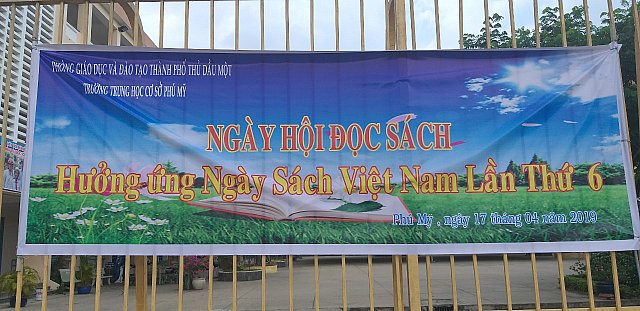 PHÒNG GIÁO DỤC VÀ ĐÀO TẠO THÀNH PHỐ THỦ DẦU MỘT
TRƯỜNG TRUNG HỌC CƠ SỞ PHÚ MỸ
NGÀY HỘI ĐỌC SÁCH
Hưởng ứng Ngày Sách Việt Nam Lần Thứ 6
Phú Mỹ , ngày 17 tháng 04 năm 2019